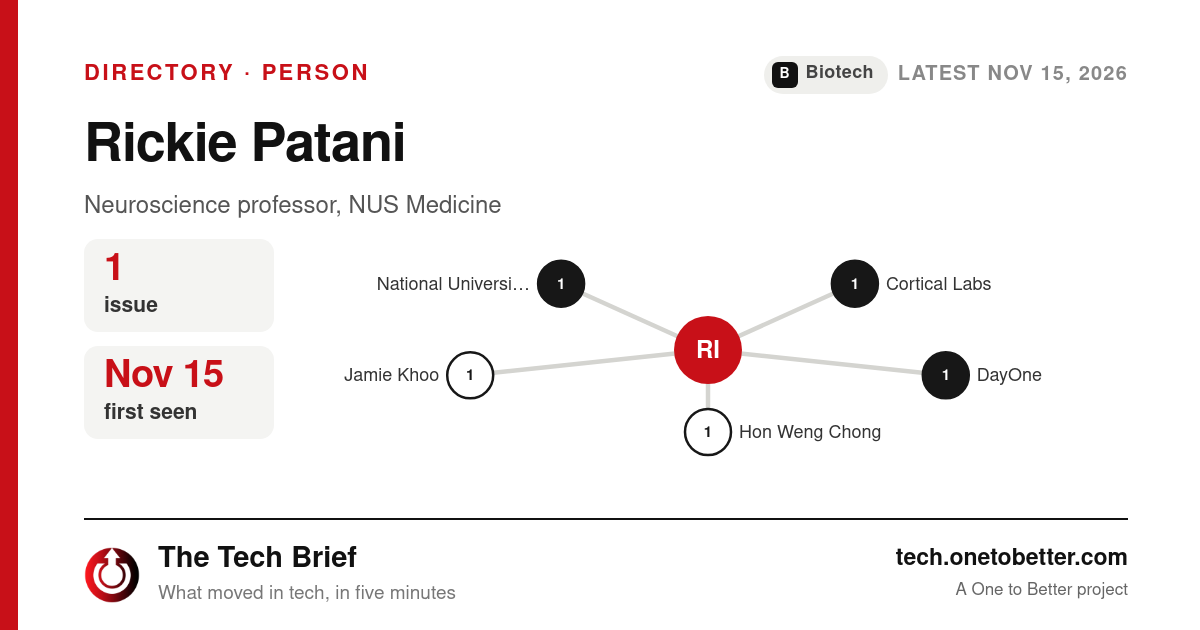 DIRECTORY · PERSON
B Biotech LATEST NOV 15, 2026
Rickie Patani
Neuroscience professor, NUS Medicine
1
issue
Nov 15
first seen
National Universi… 1
1 Cortical Labs
RI
Jamie Khoo 1
1 DayOne
1 Hon Weng Chong
The Tech Brief
What moved in tech, in five minutes
tech.onetobetter.com
A One to Better project